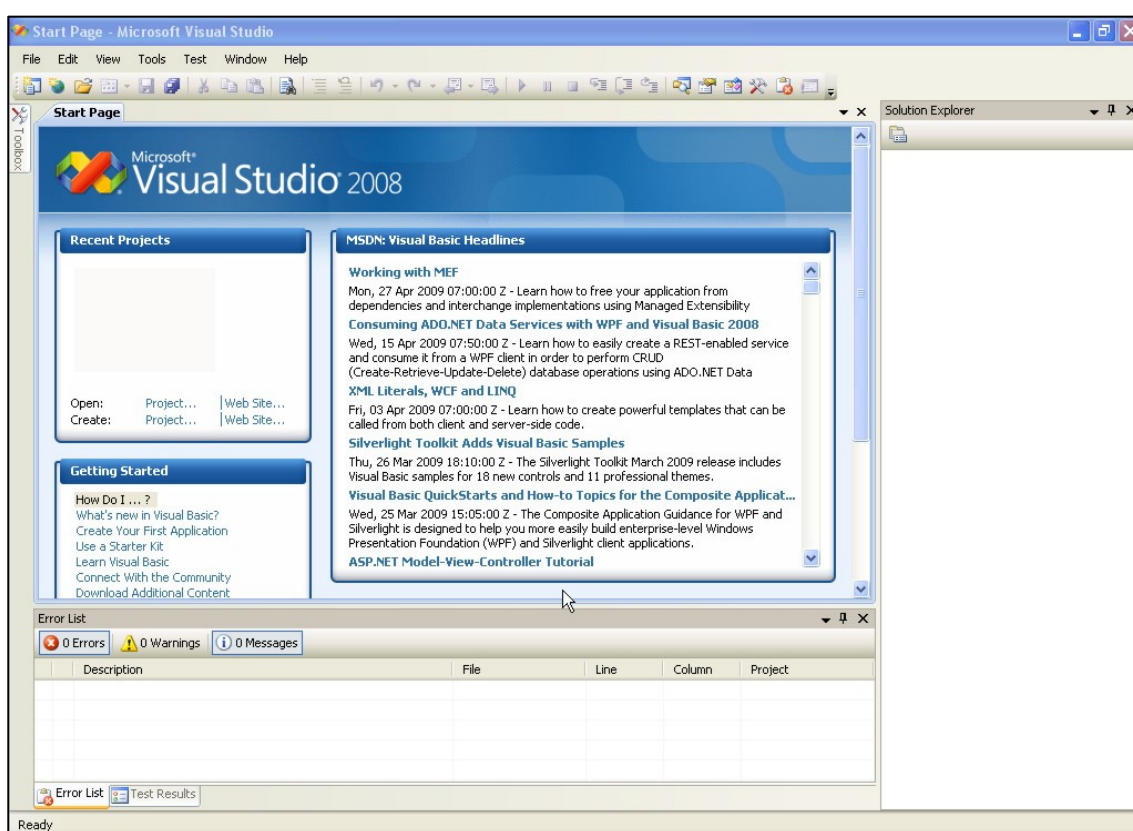 Start Page - Microsoft Visual Studio
File Edit View Tools Test Window Help
Toolbox
Start Page
Solution Explorer
Microsoft®
Visual Studio® 2008
Recent Projects
Open: Project... | Web Site...
Create: Project... | Web Site...
Getting Started
How Do I ... ?
What's new in Visual Basic?
Create Your First Application
Use a Starter Kit
Learn Visual Basic
Connect With the Community
Download Additional Content
MSDN: Visual Basic Headlines
Working with MEF
Mon, 27 Apr 2009 07:00:00 Z - Learn how to free your application from
dependencies and interchange implementations using Managed Extensibility
Consuming ADO.NET Data Services with WPF and Visual Basic 2008
Wed, 15 Apr 2009 07:50:00 Z - Learn how to easily create a REST-enabled service
and consume it from a WPF client in order to perform CRUD
(Create-Retrieve-Update-Delete) database operations using ADO.NET Data
XML Literals, WCF and LINQ
Fri, 03 Apr 2009 07:00:00 Z - Learn how to create powerful templates that can be
called from both client and server-side code.
Silverlight Toolkit Adds Visual Basic Samples
Thu, 26 Mar 2009 18:10:00 Z - The Silverlight Toolkit March 2009 release includes
Visual Basic samples for 18 new controls and 11 professional themes.
Visual Basic QuickStarts and How-to Topics for the Composite Applicat...
Wed, 25 Mar 2009 15:05:00 Z - The Composite Application Guidance for WPF and
Silverlight is designed to help you more easily build enterprise-level Windows
Presentation Foundation (WPF) and Silverlight client applications.
ASP.NET Model-View-Controller Tutorial
Error List
0 Errors 0 Warnings 0 Messages
Description File Line Column Project
Error List Test Results
Ready